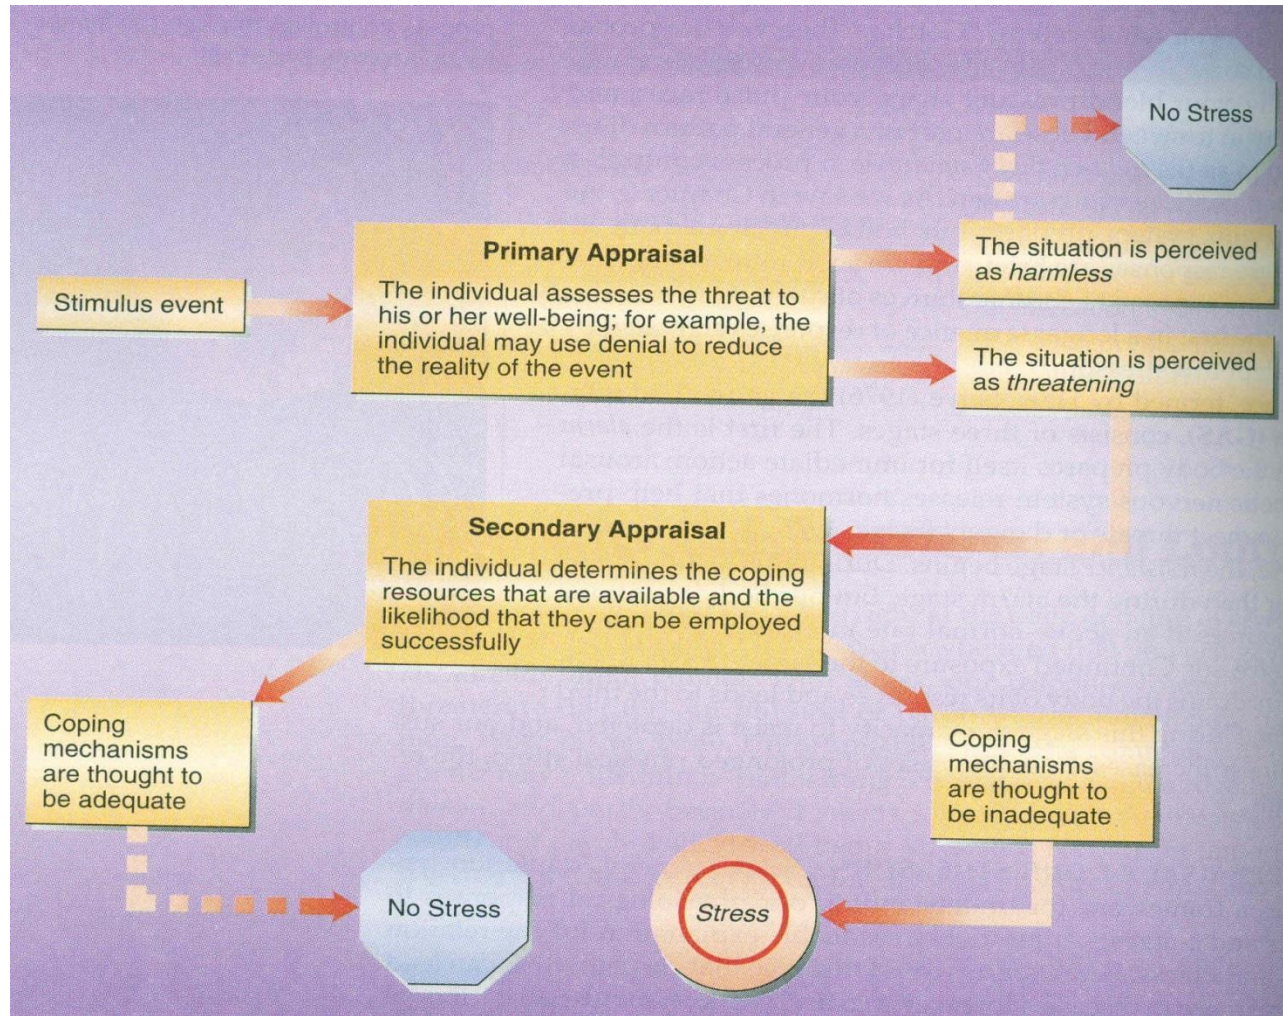 No Stress
Primary Appraisal
The individual assesses the threat to
his or her well-being; for example, the
individual may use denial to reduce
the reality of the event
The situation is perceived
as harmless
Stimulus event
The situation is perceived
as threatening
Secondary Appraisal
The individual determines the coping
resources that are available and the
likelihood that they can be employed
successfully
Coping
mechanisms
are thought to
be adequate
Coping
mechanisms
are thought to
be inadequate
No Stress
Stress